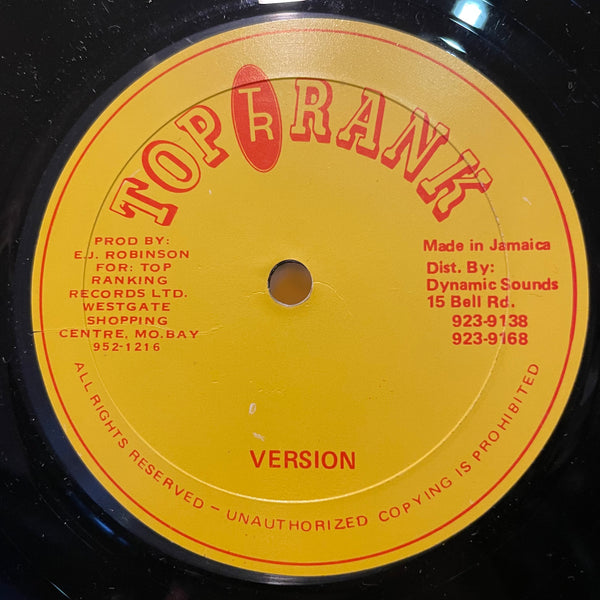 TOP TR RANK
PROD BY:
E.J. ROBINSON
FOR: TOP
RANKING
RECORDS LTD.
WESTGATE
SHOPPING
CENTRE, MO.BAY
952-1216
Made in Jamaica
Dist. By:
Dynamic Sounds
15 Bell Rd.
923-9138
923-9168
VERSION
ALL RIGHTS RESERVED – UNAUTHORIZED COPYING IS PROHIBITED